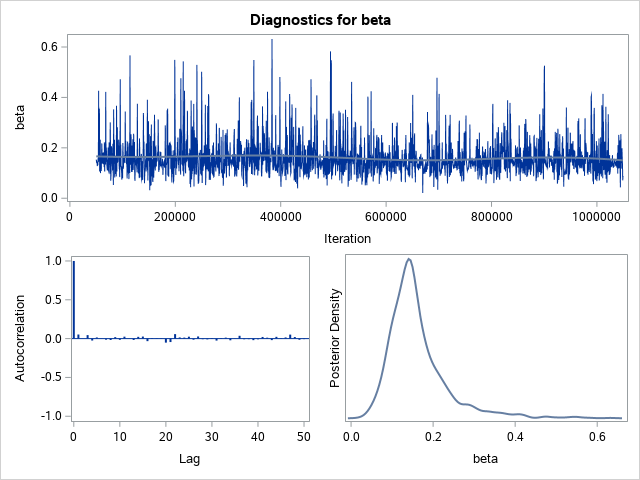 Diagnostics for beta
beta
0.6
0.4
0.2
0.0
0 200000 400000 600000 800000 1000000
Iteration
Autocorrelation
1.0
0.5
0.0
-0.5
-1.0
0 10 20 30 40 50
Lag
Posterior Density
0.0 0.2 0.4 0.6
beta